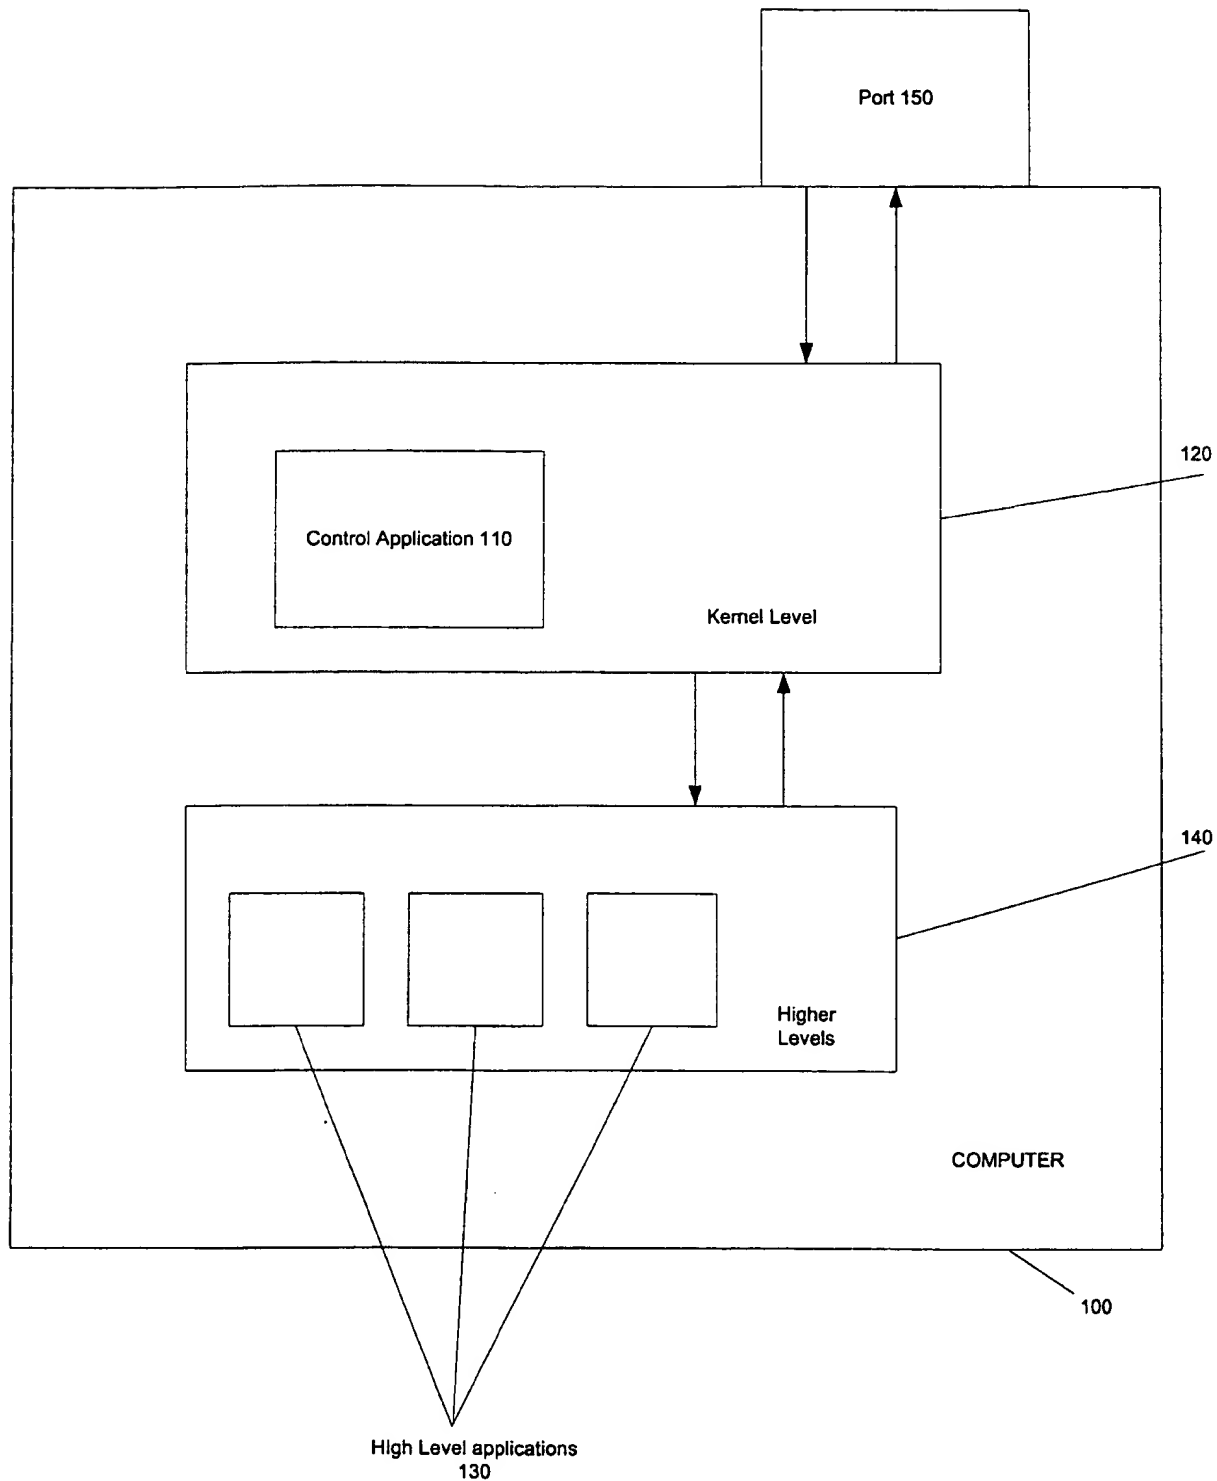 Port 150
120
Control Application 110
Kernel Level
140
Higher
Levels
COMPUTER
100
High Level applications
130